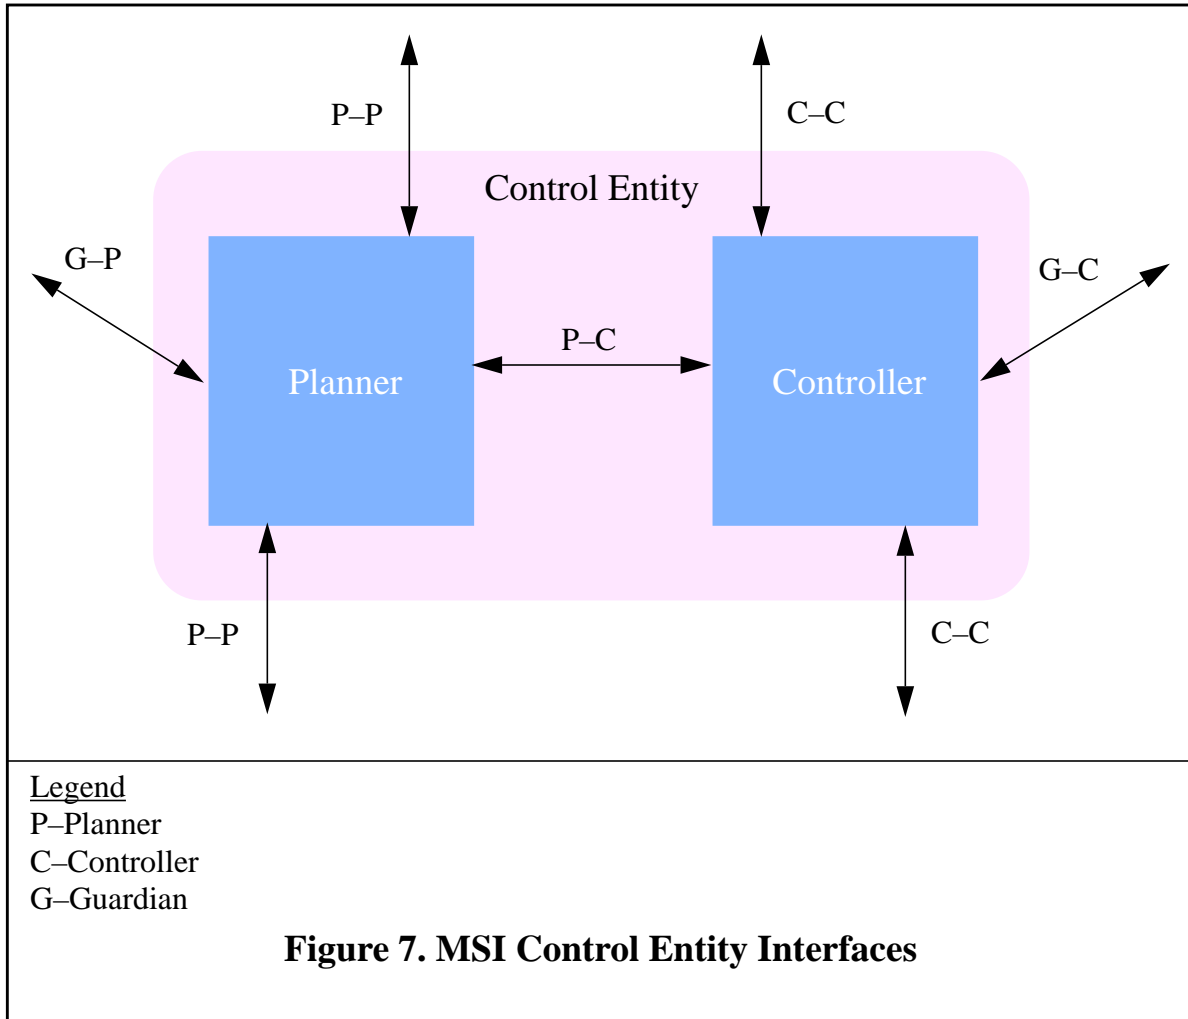 P–P
C–C
Control Entity
G–P
G–C
P–C
Planner
Controller
P–P
C–C
Legend
P–Planner
C–Controller
G–Guardian
Figure 7. MSI Control Entity Interfaces